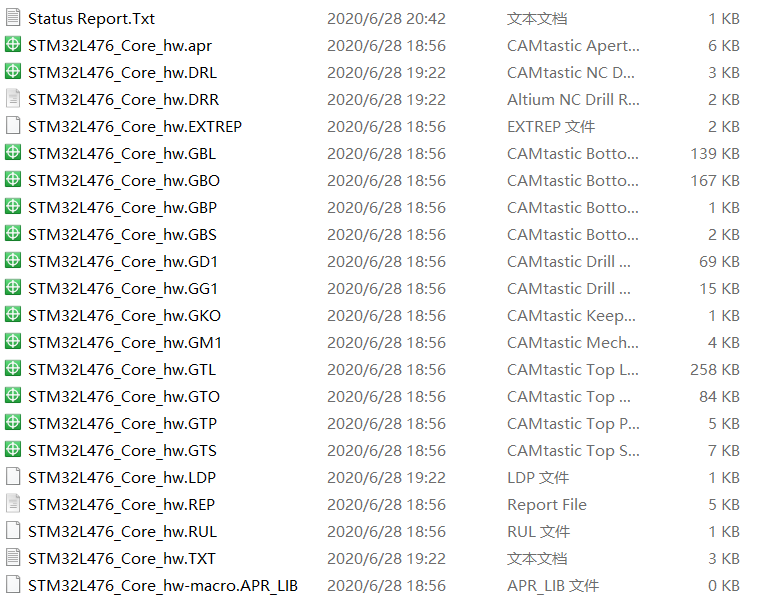 Status Report.Txt 2020/6/28 20:42 文本文档 1 KB
STM32L476_Core_hw.apr 2020/6/28 18:56 CAMtastic Apert... 6 KB
STM32L476_Core_hw.DRL 2020/6/28 19:22 CAMtastic NC D... 3 KB
STM32L476_Core_hw.DRR 2020/6/28 19:22 Altium NC Drill R... 2 KB
STM32L476_Core_hw.EXTREP 2020/6/28 18:56 EXTREP 文件 2 KB
STM32L476_Core_hw.GBL 2020/6/28 18:56 CAMtastic Botto... 139 KB
STM32L476_Core_hw.GBO 2020/6/28 18:56 CAMtastic Botto... 167 KB
STM32L476_Core_hw.GBP 2020/6/28 18:56 CAMtastic Botto... 1 KB
STM32L476_Core_hw.GBS 2020/6/28 18:56 CAMtastic Botto... 2 KB
STM32L476_Core_hw.GD1 2020/6/28 18:56 CAMtastic Drill ... 69 KB
STM32L476_Core_hw.GG1 2020/6/28 18:56 CAMtastic Drill ... 15 KB
STM32L476_Core_hw.GKO 2020/6/28 18:56 CAMtastic Keep... 1 KB
STM32L476_Core_hw.GM1 2020/6/28 18:56 CAMtastic Mech... 4 KB
STM32L476_Core_hw.GTL 2020/6/28 18:56 CAMtastic Top L... 258 KB
STM32L476_Core_hw.GTO 2020/6/28 18:56 CAMtastic Top ... 84 KB
STM32L476_Core_hw.GTP 2020/6/28 18:56 CAMtastic Top P... 5 KB
STM32L476_Core_hw.GTS 2020/6/28 18:56 CAMtastic Top S... 7 KB
STM32L476_Core_hw.LDP 2020/6/28 19:22 LDP 文件 1 KB
STM32L476_Core_hw.REP 2020/6/28 18:56 Report File 5 KB
STM32L476_Core_hw.RUL 2020/6/28 18:56 RUL 文件 1 KB
STM32L476_Core_hw.TXT 2020/6/28 19:22 文本文档 3 KB
STM32L476_Core_hw-macro.APR_LIB 2020/6/28 18:56 APR_LIB 文件 0 KB